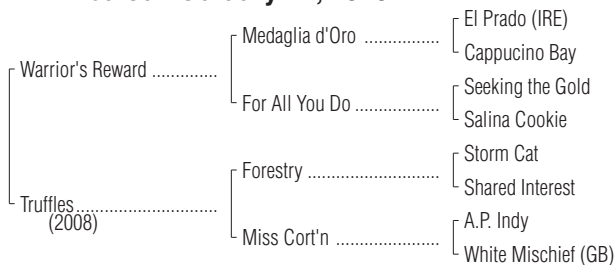 El Prado (IRE)
Medaglia d'Oro ................
Cappucino Bay
Warrior's Reward ..............
Seeking the Gold
For All You Do ..................
Salina Cookie
Storm Cat
Forestry ............................
Shared Interest
Truffles..............................
(2008)
A.P. Indy
Miss Cort'n ......................
White Mischief (GB)